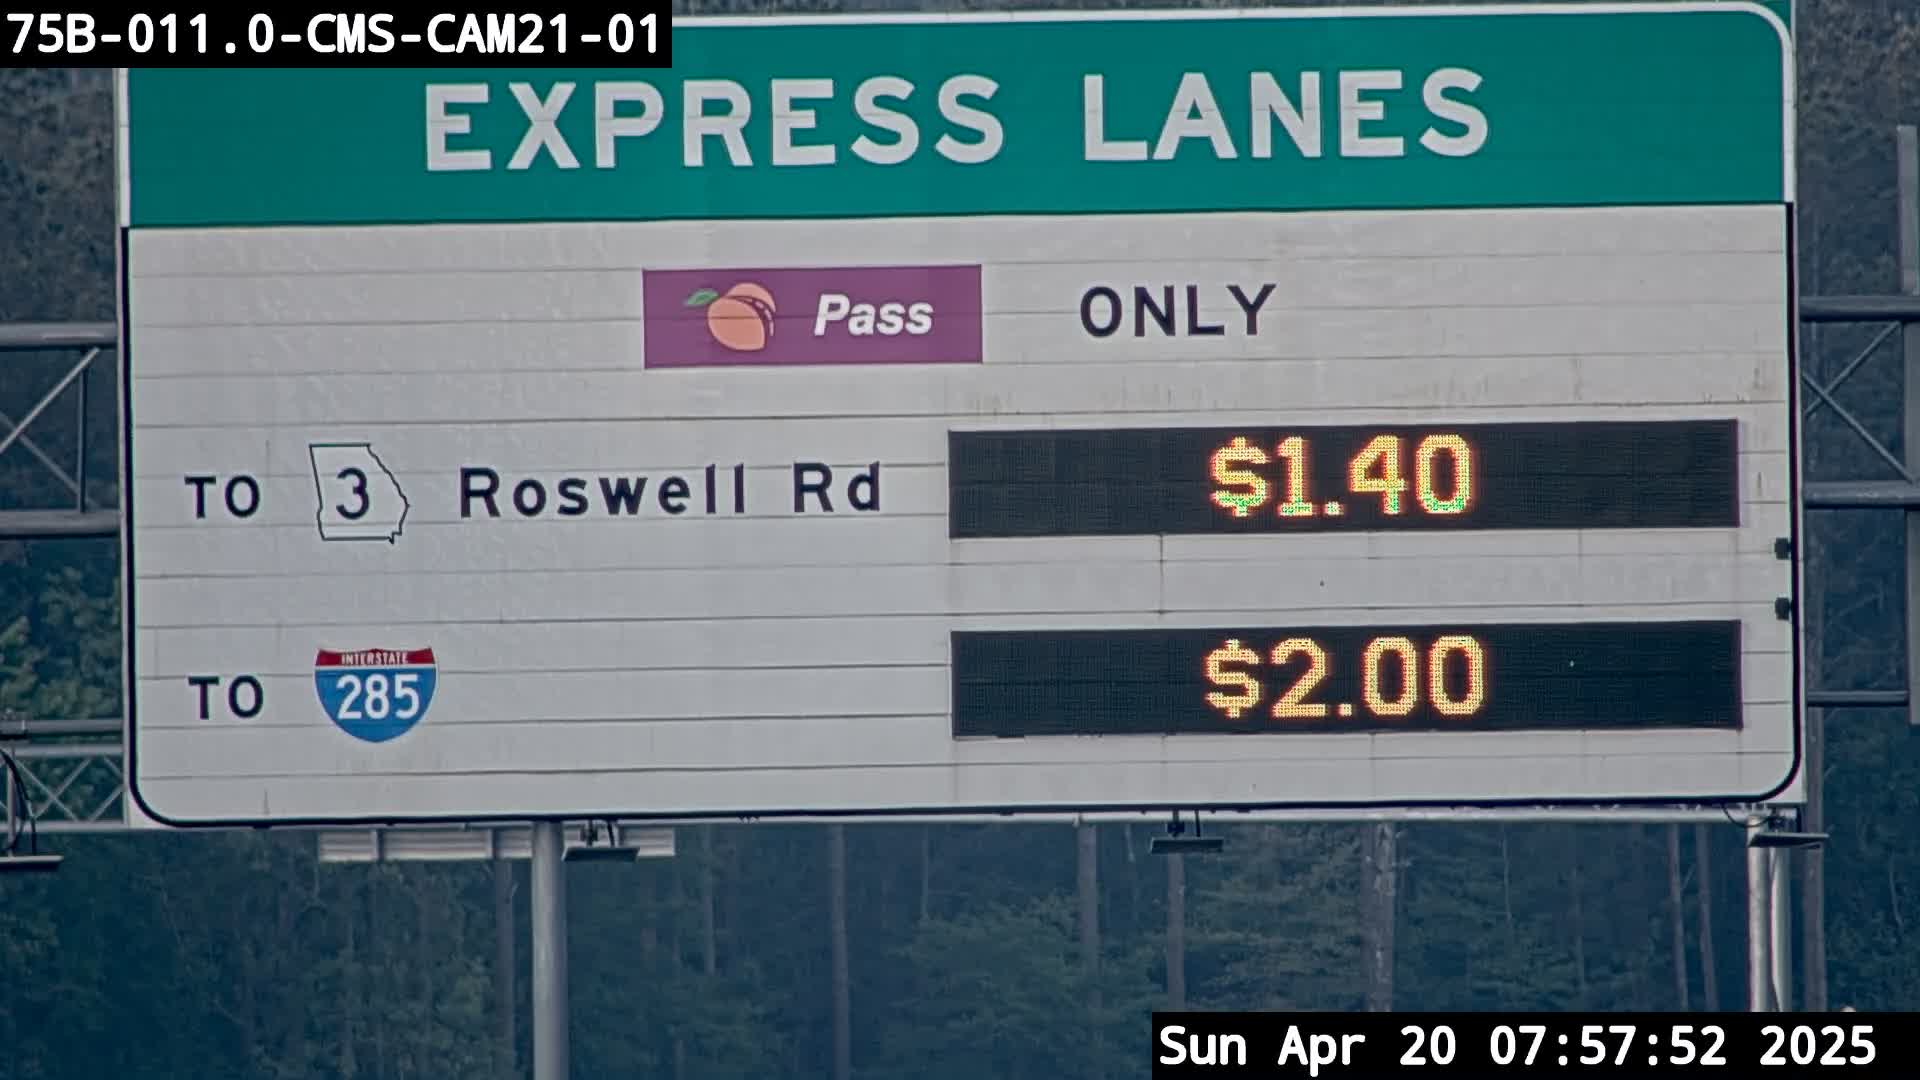 75B-011.0-CMS-CAM21-01
EXPRESS LANES
Pass ONLY
TO 3 Roswell Rd $1.40
INTERSTATE
TO 285 $2.00
Sun Apr 20 07:57:52 2025